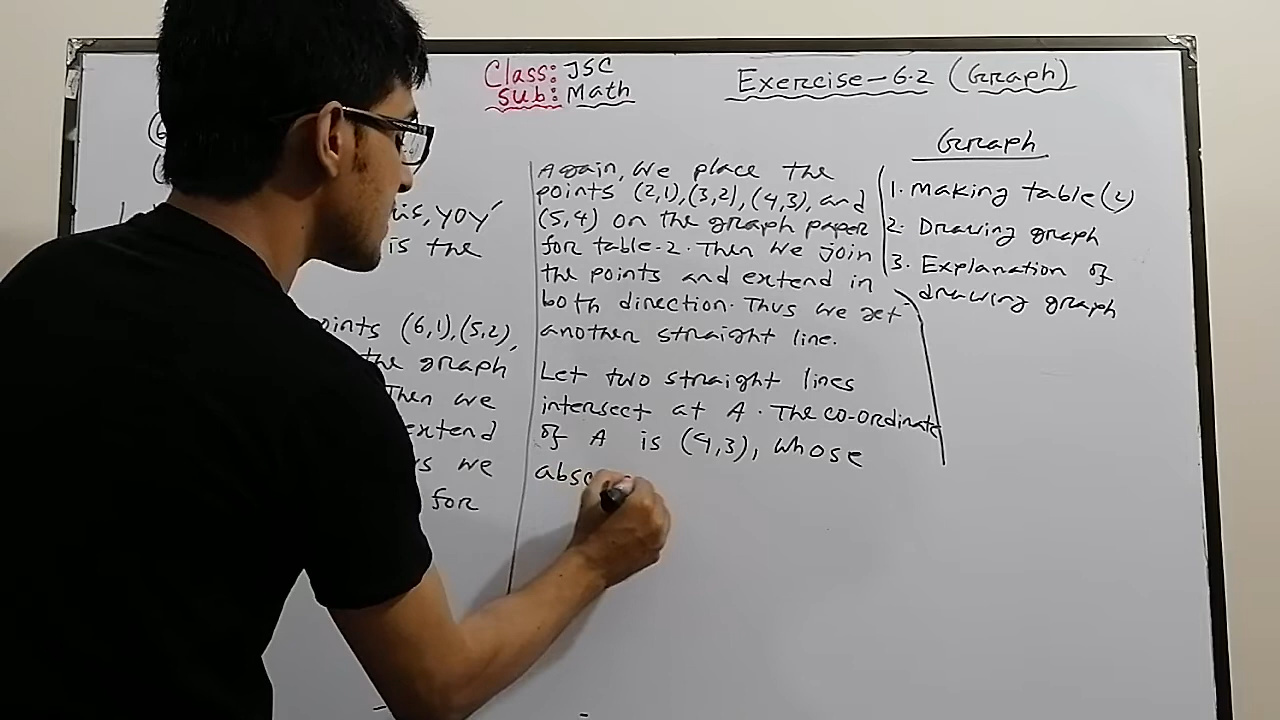 Class: JSC
Sub: Math
Exercise-6.2 (Graph)
is, YOY'
is the
points (6,1),(5,2),
the graph
Then we
extend
we
for
Again, we place the
points (2,1),(3,2),(4,3), and
(5,4) on the graph paper
for table-2. Then we join
the points and extend in
both direction. Thus we get
another straight line.
Let two straight lines
intersect at A. The co-ordinate
of A is (4,3), whose
absc
Graph
1. Making table(2)
2. Drawing graph
3. Explanation of
drawing graph